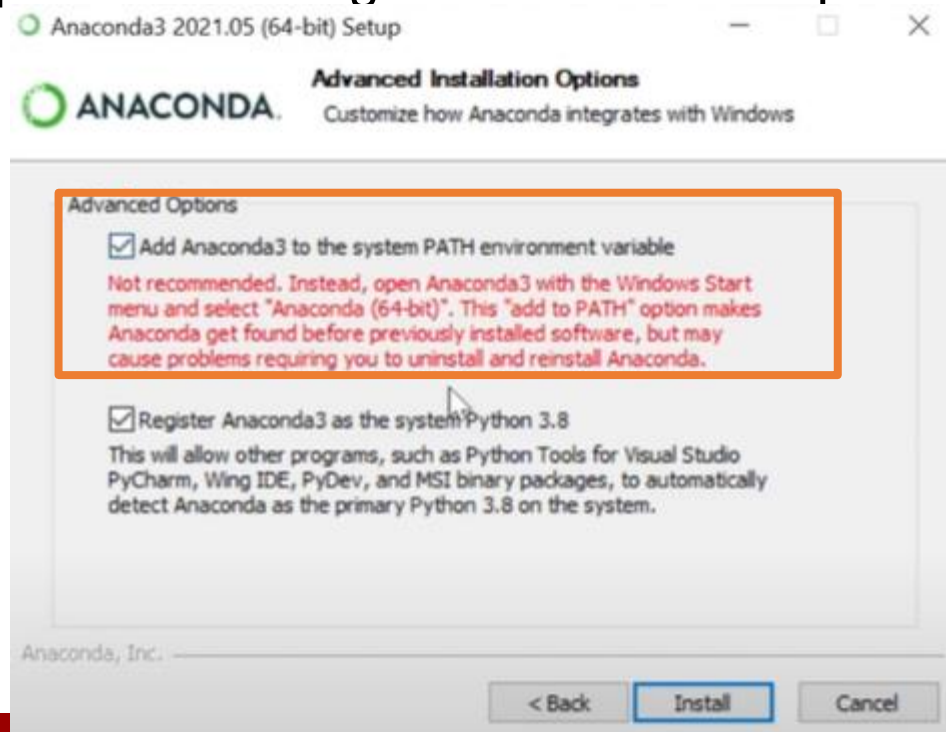 Anaconda3 2021.05 (64-bit) Setup
ANACONDA.
Advanced Installation Options
Customize how Anaconda integrates with Windows
Advanced Options
Add Anaconda3 to the system PATH environment variable
Not recommended. Instead, open Anaconda3 with the Windows Start
menu and select "Anaconda (64-bit)". This "add to PATH" option makes
Anaconda get found before previously installed software, but may
cause problems requiring you to uninstall and reinstall Anaconda.
Register Anaconda3 as the system Python 3.8
This will allow other programs, such as Python Tools for Visual Studio
PyCharm, Wing IDE, PyDev, and MSI binary packages, to automatically
detect Anaconda as the primary Python 3.8 on the system.
Anaconda, Inc.
< Back Install Cancel